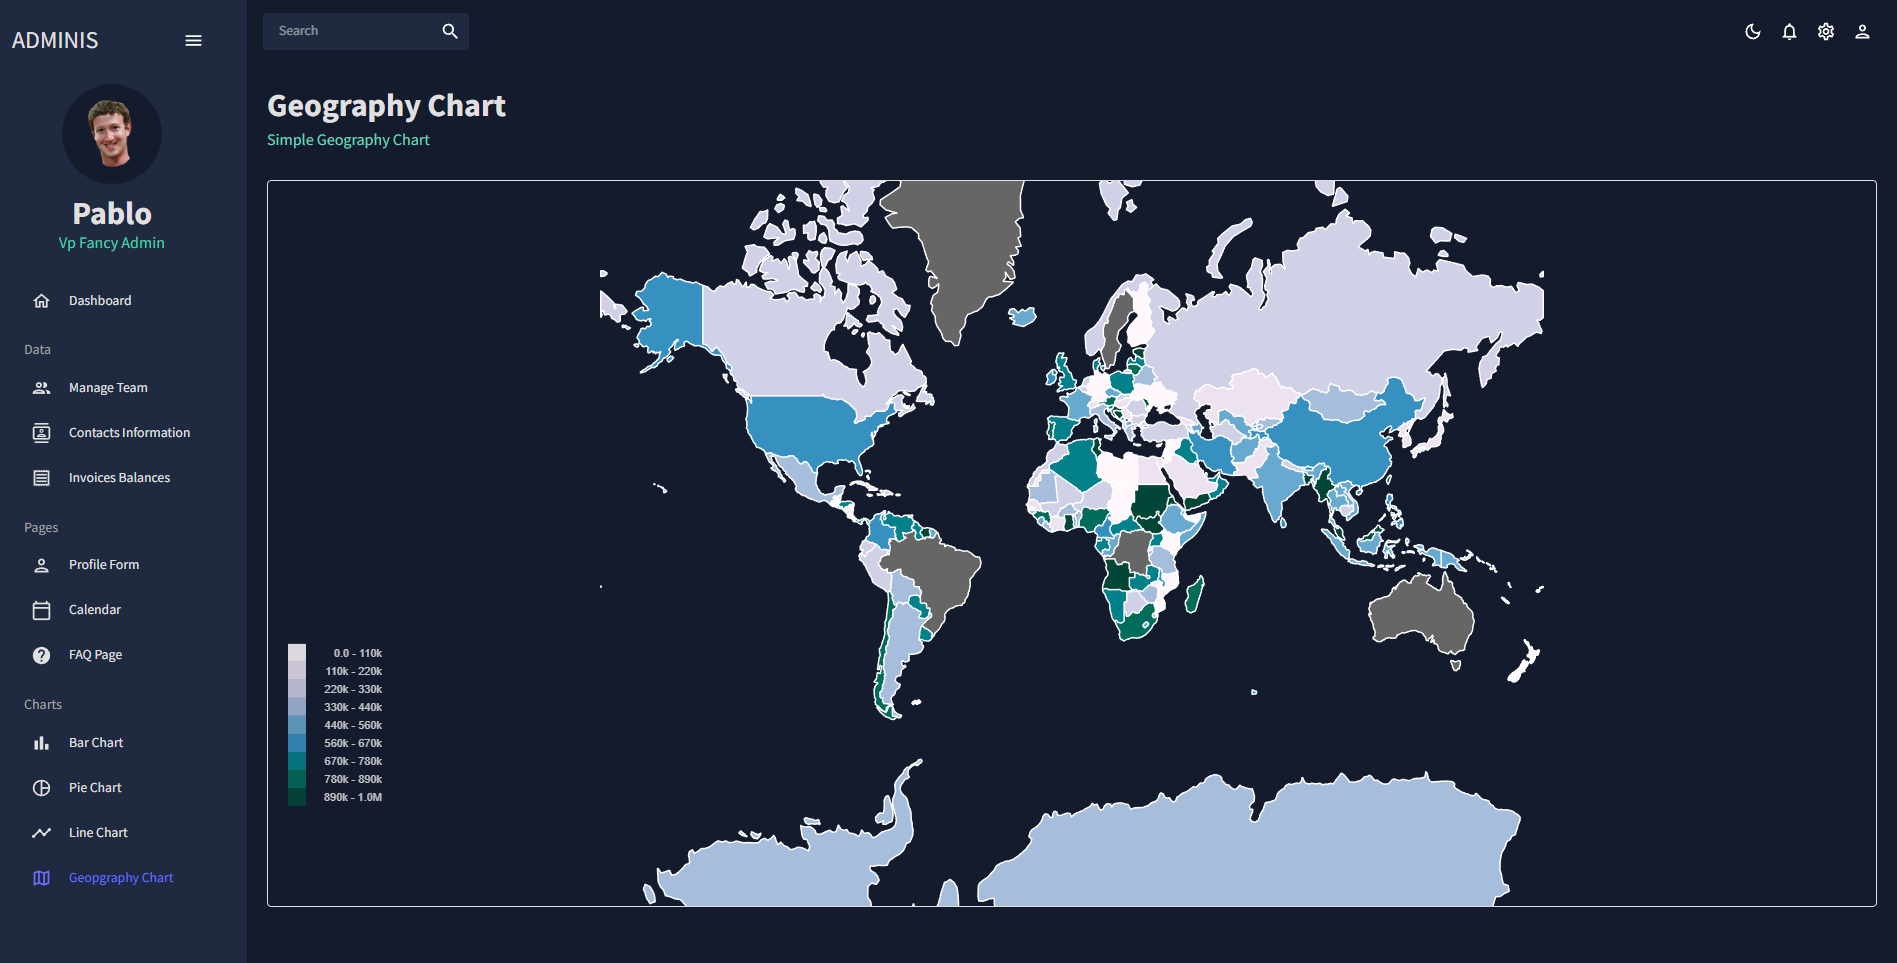 ADMINIS
Pablo
Vp Fancy Admin
Dashboard
Data
Manage Team
Contacts Information
Invoices Balances
Pages
Profile Form
Calendar
FAQ Page
Charts
Bar Chart
Pie Chart
Line Chart
Geopgraphy Chart
Search
Geography Chart
Simple Geography Chart
0.0 - 110k
110k - 220k
220k - 330k
330k - 440k
440k - 560k
560k - 670k
670k - 780k
780k - 890k
890k - 1.0M